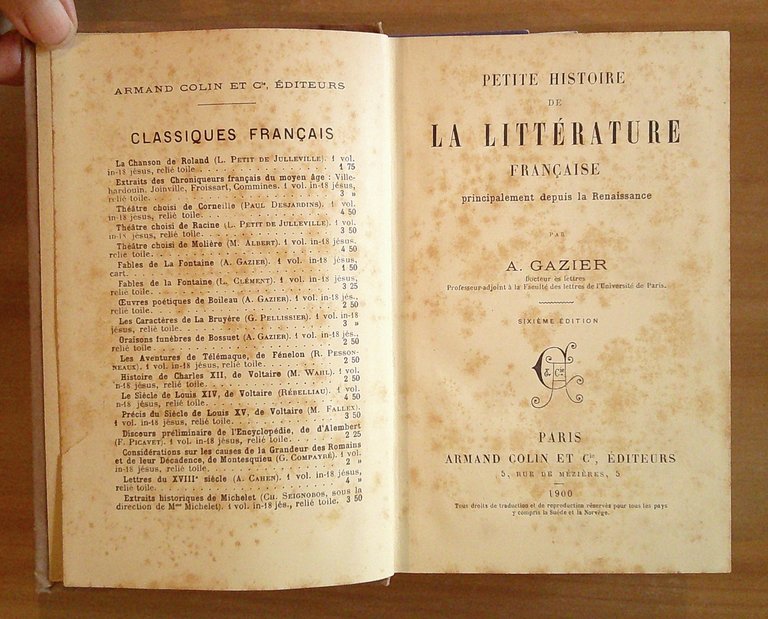 ARMAND COLIN ET Cie, ÉDITEURS
CLASSIQUES FRANÇAIS
La Chanson de Roland (L. PETIT DE JULLEVILLE). 1 vol.
in-18 jésus, relié toile. . . . . . . . . . . . 1 75
Extraits des Chroniqueurs français du moyen âge : Ville-
hardouin, Joinville, Froissart, Commines. 1 vol. in-18 jésus,
relié toile. . . . . . . . . . . . 3 »
Théâtre choisi de Corneille (PAUL DESJARDINS). 1 vol.
in-18 jésus, relié toile. . . . . . . . . . . . 4 50
Théâtre choisi de Racine (L. PETIT DE JULLEVILLE). 1 vol.
in-18 jésus, relié toile. . . . . . . . . . . . 3 50
Théâtre choisi de Molière (M. ALBERT). 1 vol. in-18 jésus,
relié toile. . . . . . . . . . . . 4 50
Fables de La Fontaine (A. GAZIER). 1 vol. in-18 jésus,
cart. . . . . . . . . . . . 1 50
Fables de la Fontaine (L. CLÉMENT). 1 vol. in-18 jésus,
relié toile. . . . . . . . . . . . 3 25
Œuvres poétiques de Boileau (A. GAZIER). 1 vol. in-18 jés.,
relié toile. . . . . . . . . . . . 2 50
Les Caractères de La Bruyère (G. PELLISSIER). 1 vol. in-18
jésus, relié toile. . . . . . . . . . . . 3 »
Oraisons funèbres de Bossuet (A. GAZIER). 1 vol. in-18 jés.,
relié toile. . . . . . . . . . . . 2 50
Les Aventures de Télémaque, de Fénelon (R. PESSON-
NEAUX). 1 vol. in-18 jésus, relié toile. . . . . . . . . . . . 2 50
Histoire de Charles XII, de Voltaire (M. WAHL). 1 vol.
in-18 jésus, relié toile. . . . . . . . . . . . 2 50
Le Siècle de Louis XIV, de Voltaire (RÉBELLIAU). 1 vol.
in-18 jésus, relié toile. . . . . . . . . . . . 4 50
Précis du Siècle de Louis XV, de Voltaire (M. FALLEX).
1 vol. in-18 jésus, relié toile. . . . . . . . . . . . 3 50
Discours préliminaire de l'Encyclopédie, de d'Alembert
(F. PICAVET). 1 vol. in-18 jésus, relié toile. . . . . . . . . . . . 2 25
Considérations sur les causes de la Grandeur des Romains
et de leur Décadence, de Montesquieu (G. COMPAYRÉ). 1 vol.
in-18 jésus, relié toile. . . . . . . . . . . . 2 »
Lettres du XVIIIe siècle (A. CAHEN). 1 vol. in-18 jésus,
relié toile. . . . . . . . . . . . 4 »
Extraits historiques de Michelet (CH. SEIGNOBOS, sous la
direction de Mme Michelet). 1 vol. in-18 jés., relié toile. 3 50
PETITE HISTOIRE
DE
LA LITTÉRATURE
FRANÇAISE
principalement depuis la Renaissance
PAR
A. GAZIER
Docteur ès lettres
Professeur-adjoint à la Faculté des lettres de l'Université de Paris.
SIXIÈME ÉDITION
& Cie
PARIS
ARMAND COLIN ET Cie, ÉDITEURS
5, RUE DE MÉZIÈRES, 5
1900
Tous droits de traduction et de reproduction réservés pour tous les pays
y compris la Suède et la Norvège.